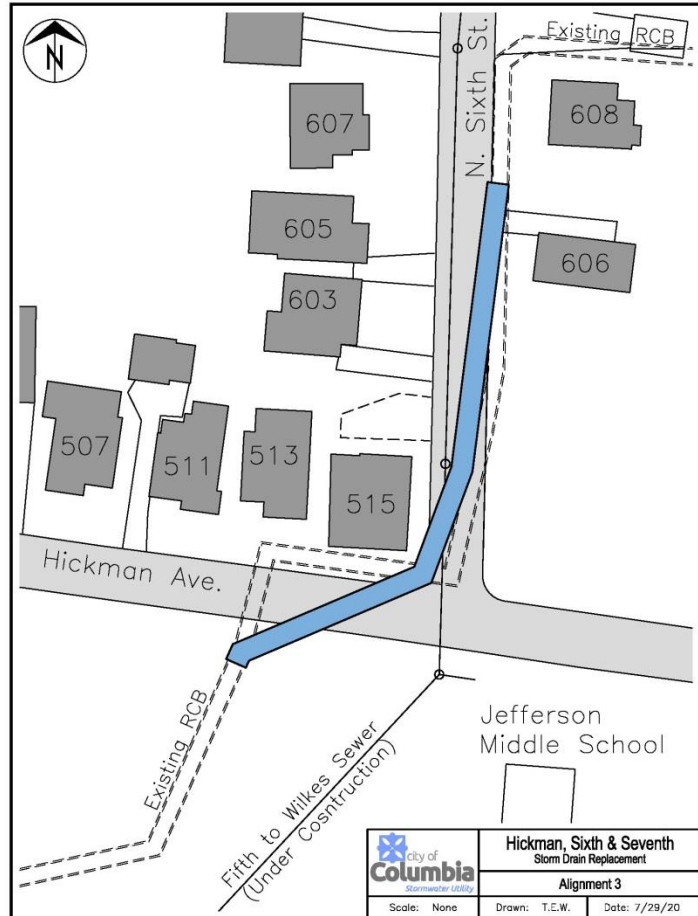 N
Existing RCB
N. Sixth St.
607
608
605
606
603
507
511
513
515
Hickman Ave.
Existing RCB
Fifth to Wilkes Sewer
(Under Cosntruction)
Jefferson
Middle School
city of
Columbia
Stormwater Utility
Hickman, Sixth & Seventh
Storm Drain Replacement
Alignment 3
Scale: None
Drawn: T.E.W.
Date: 7/29/20